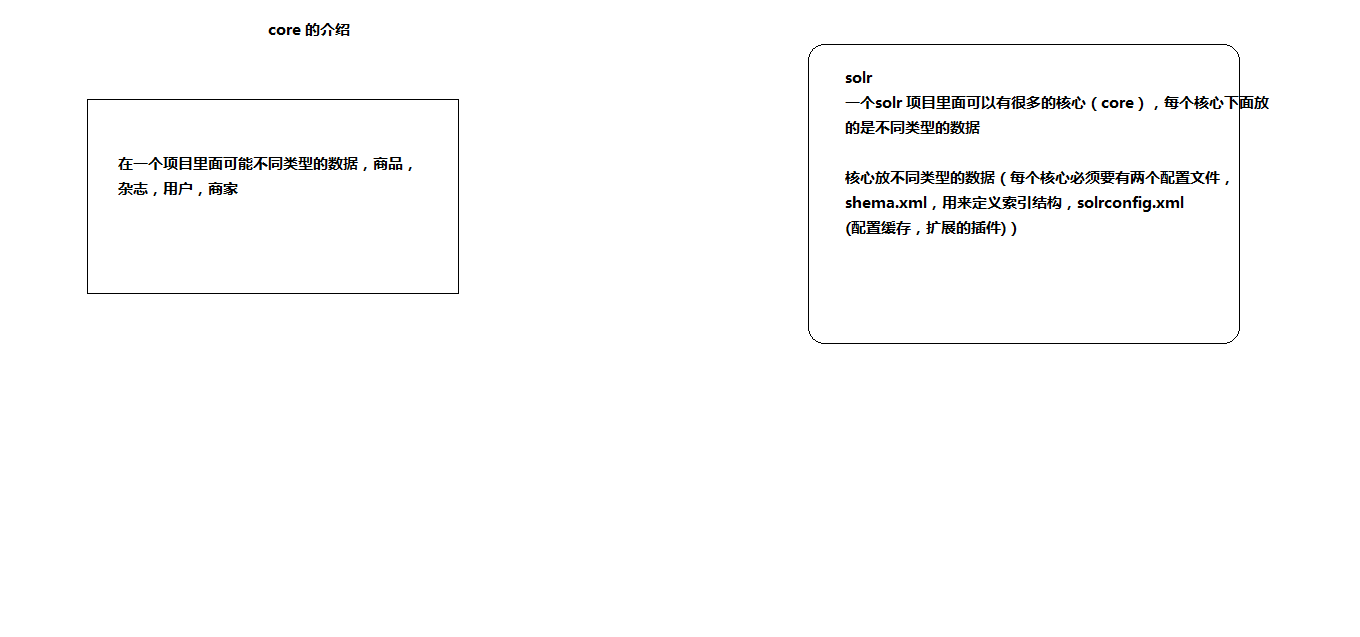 core 的介绍
在一个项目里面可能不同类型的数据，商品，
杂志，用户，商家
solr
一个solr 项目里面可以有很多的核心（core），每个核心下面放
的是不同类型的数据
核心放不同类型的数据（每个核心必须要有两个配置文件，
shema.xml，用来定义索引结构，solrconfig.xml
(配置缓存，扩展的插件)）